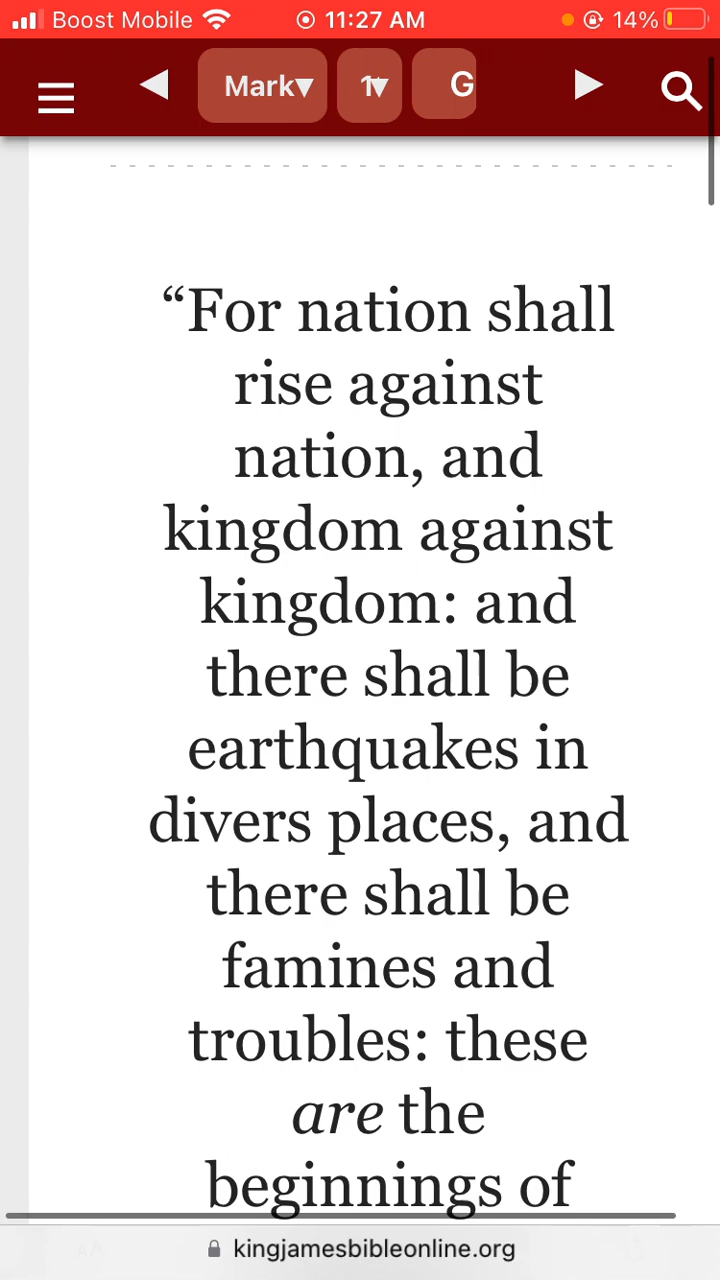 Boost Mobile 11:27 AM 14%
Mark▾ 1▾ G
“For nation shall
rise against
nation, and
kingdom against
kingdom: and
there shall be
earthquakes in
divers places, and
there shall be
famines and
troubles: these
are the
beginnings of
AA
kingjamesbibleonline.org